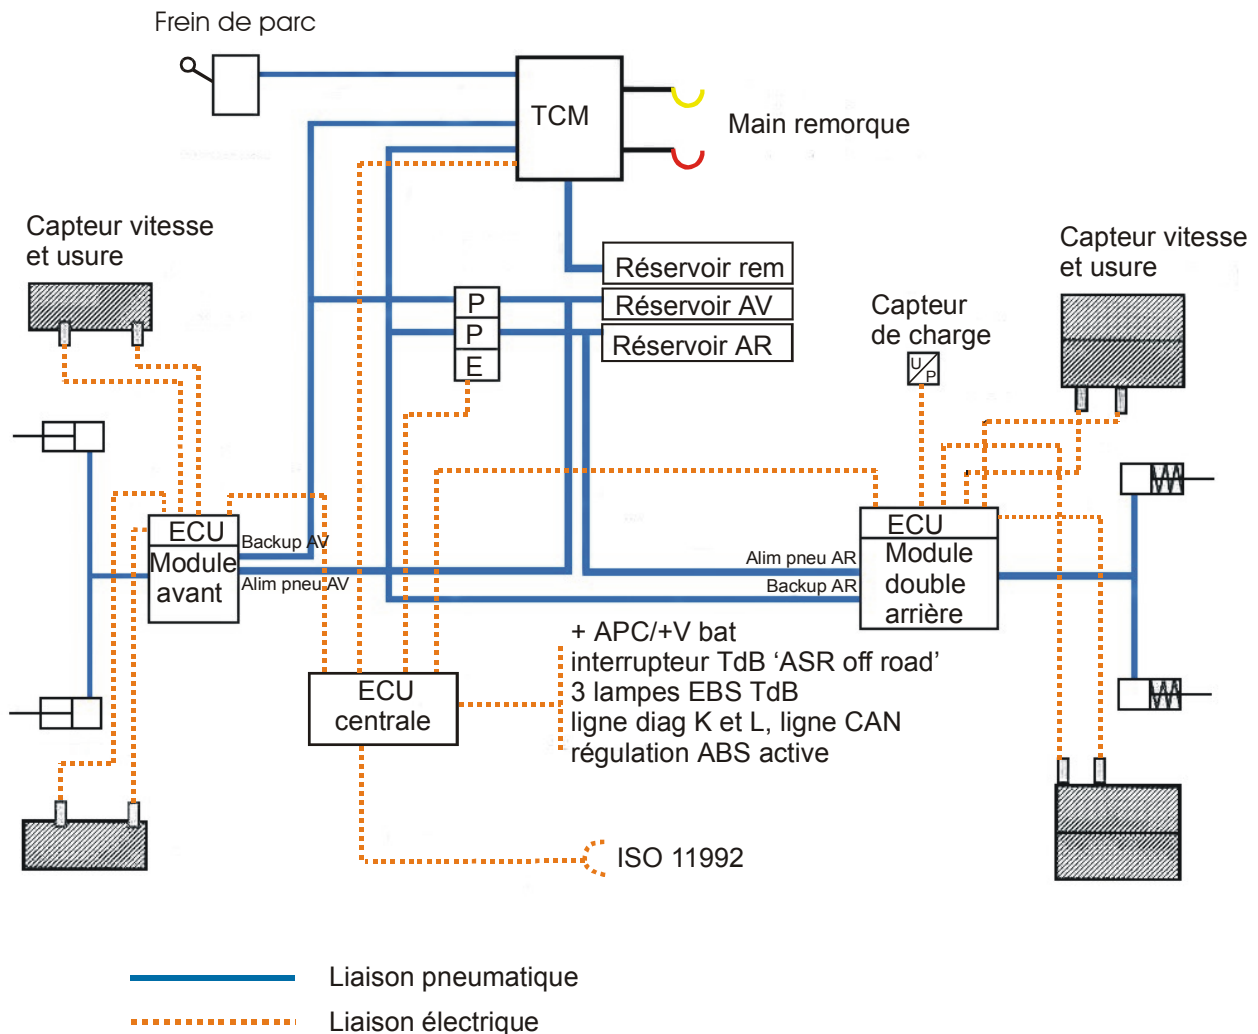 Frein de parc
TCM
Main remorque
Capteur vitesse
et usure
Capteur vitesse
et usure
Réservoir rem
P
Réservoir AV
P
Réservoir AR
E
Capteur
de charge
U/P
ECU
Module
avant
Backup AV
Alim pneu AV
ECU
Module
double
arrière
Alim pneu AR
Backup AR
ECU
centrale
+ APC/+V bat
interrupteur TdB ‘ASR off road’
3 lampes EBS TdB
ligne diag K et L, ligne CAN
régulation ABS active
ISO 11992
Liaison pneumatique
Liaison électrique